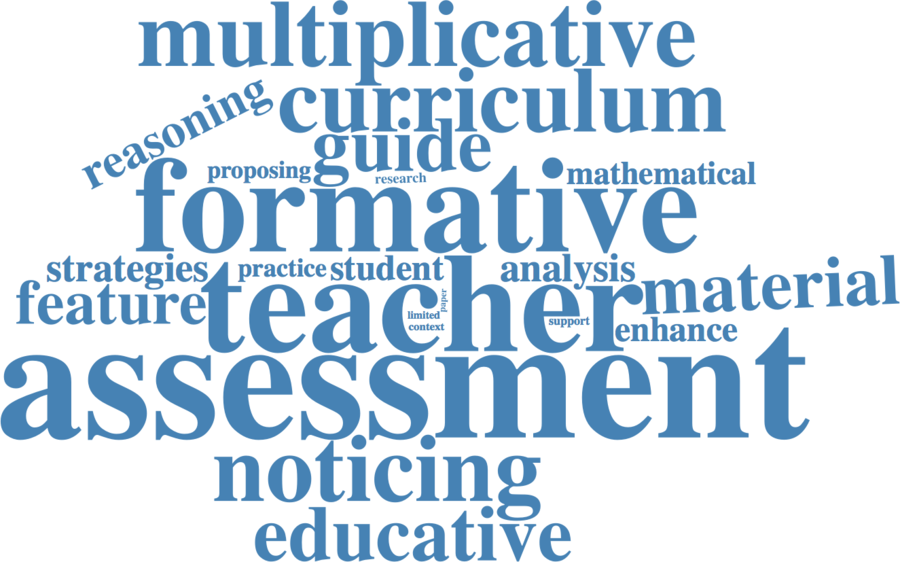 multiplicative
curriculum
reasoning
guide
proposing
research
mathematical
formative
strategies
practice
student
analysis
feature
teacher
material
limited
paper
context
support
enhance
assessment
noticing
educative